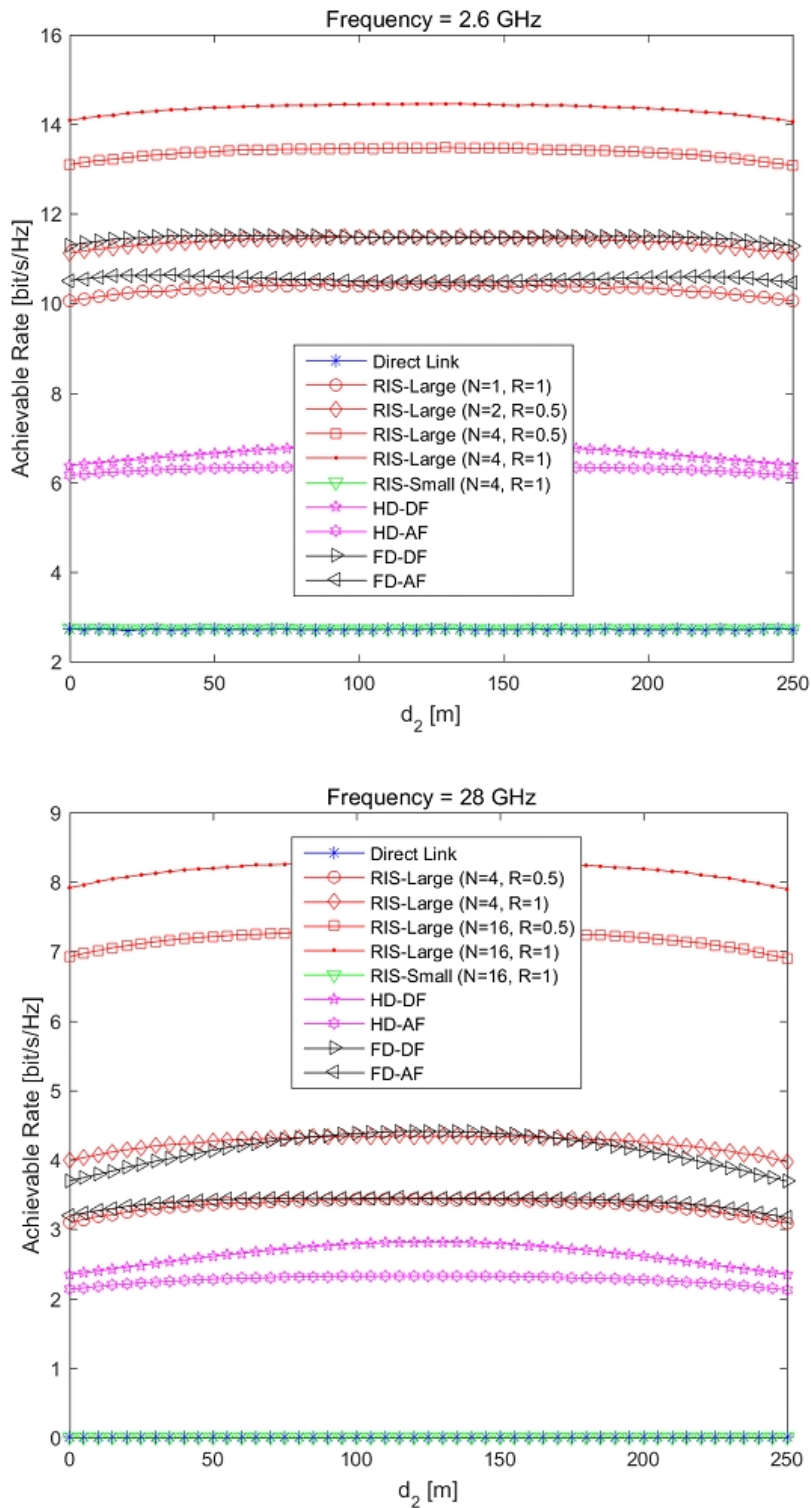 Frequency = 2.6 GHz
16
14
12
10
8
6
4
2
Achievable Rate [bit/s/Hz]
Direct Link
RIS-Large (N=1, R=1)
RIS-Large (N=2, R=0.5)
RIS-Large (N=4, R=0.5)
RIS-Large (N=4, R=1)
RIS-Small (N=4, R=1)
HD-DF
HD-AF
FD-DF
FD-AF
0 50 100 150 200 250
d2 [m]
Frequency = 28 GHz
9
8
7
6
5
4
3
2
1
0
Achievable Rate [bit/s/Hz]
Direct Link
RIS-Large (N=4, R=0.5)
RIS-Large (N=4, R=1)
RIS-Large (N=16, R=0.5)
RIS-Large (N=16, R=1)
RIS-Small (N=16, R=1)
HD-DF
HD-AF
FD-DF
FD-AF
0 50 100 150 200 250
d2 [m]